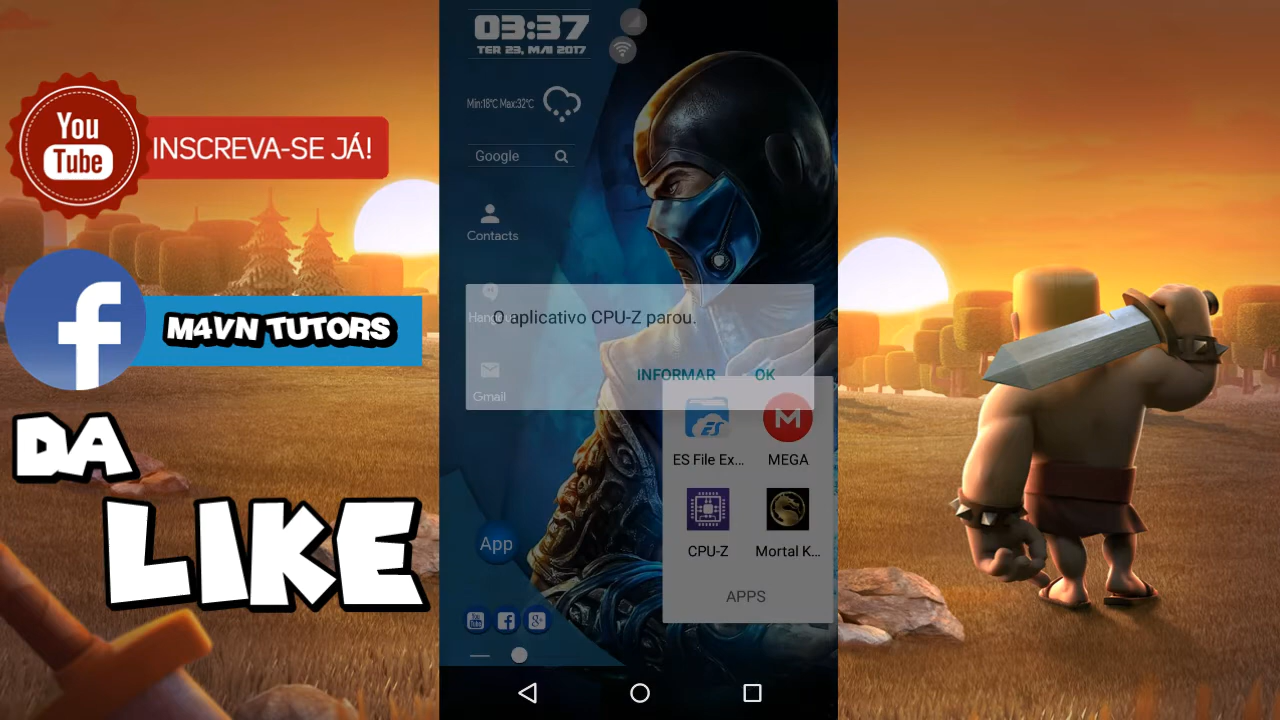 You
Tube
INSCREVA-SE JÁ!
M4VN TUTORS
DA
LIKE
03:37
TER 23, MAI 2017
Min:18°C Max:32°C
Google
Contacts
O aplicativo CPU-Z parou.
INFORMAR OK
Gmail
ES File Ex... MEGA
CPU-Z Mortal K...
APPS
App